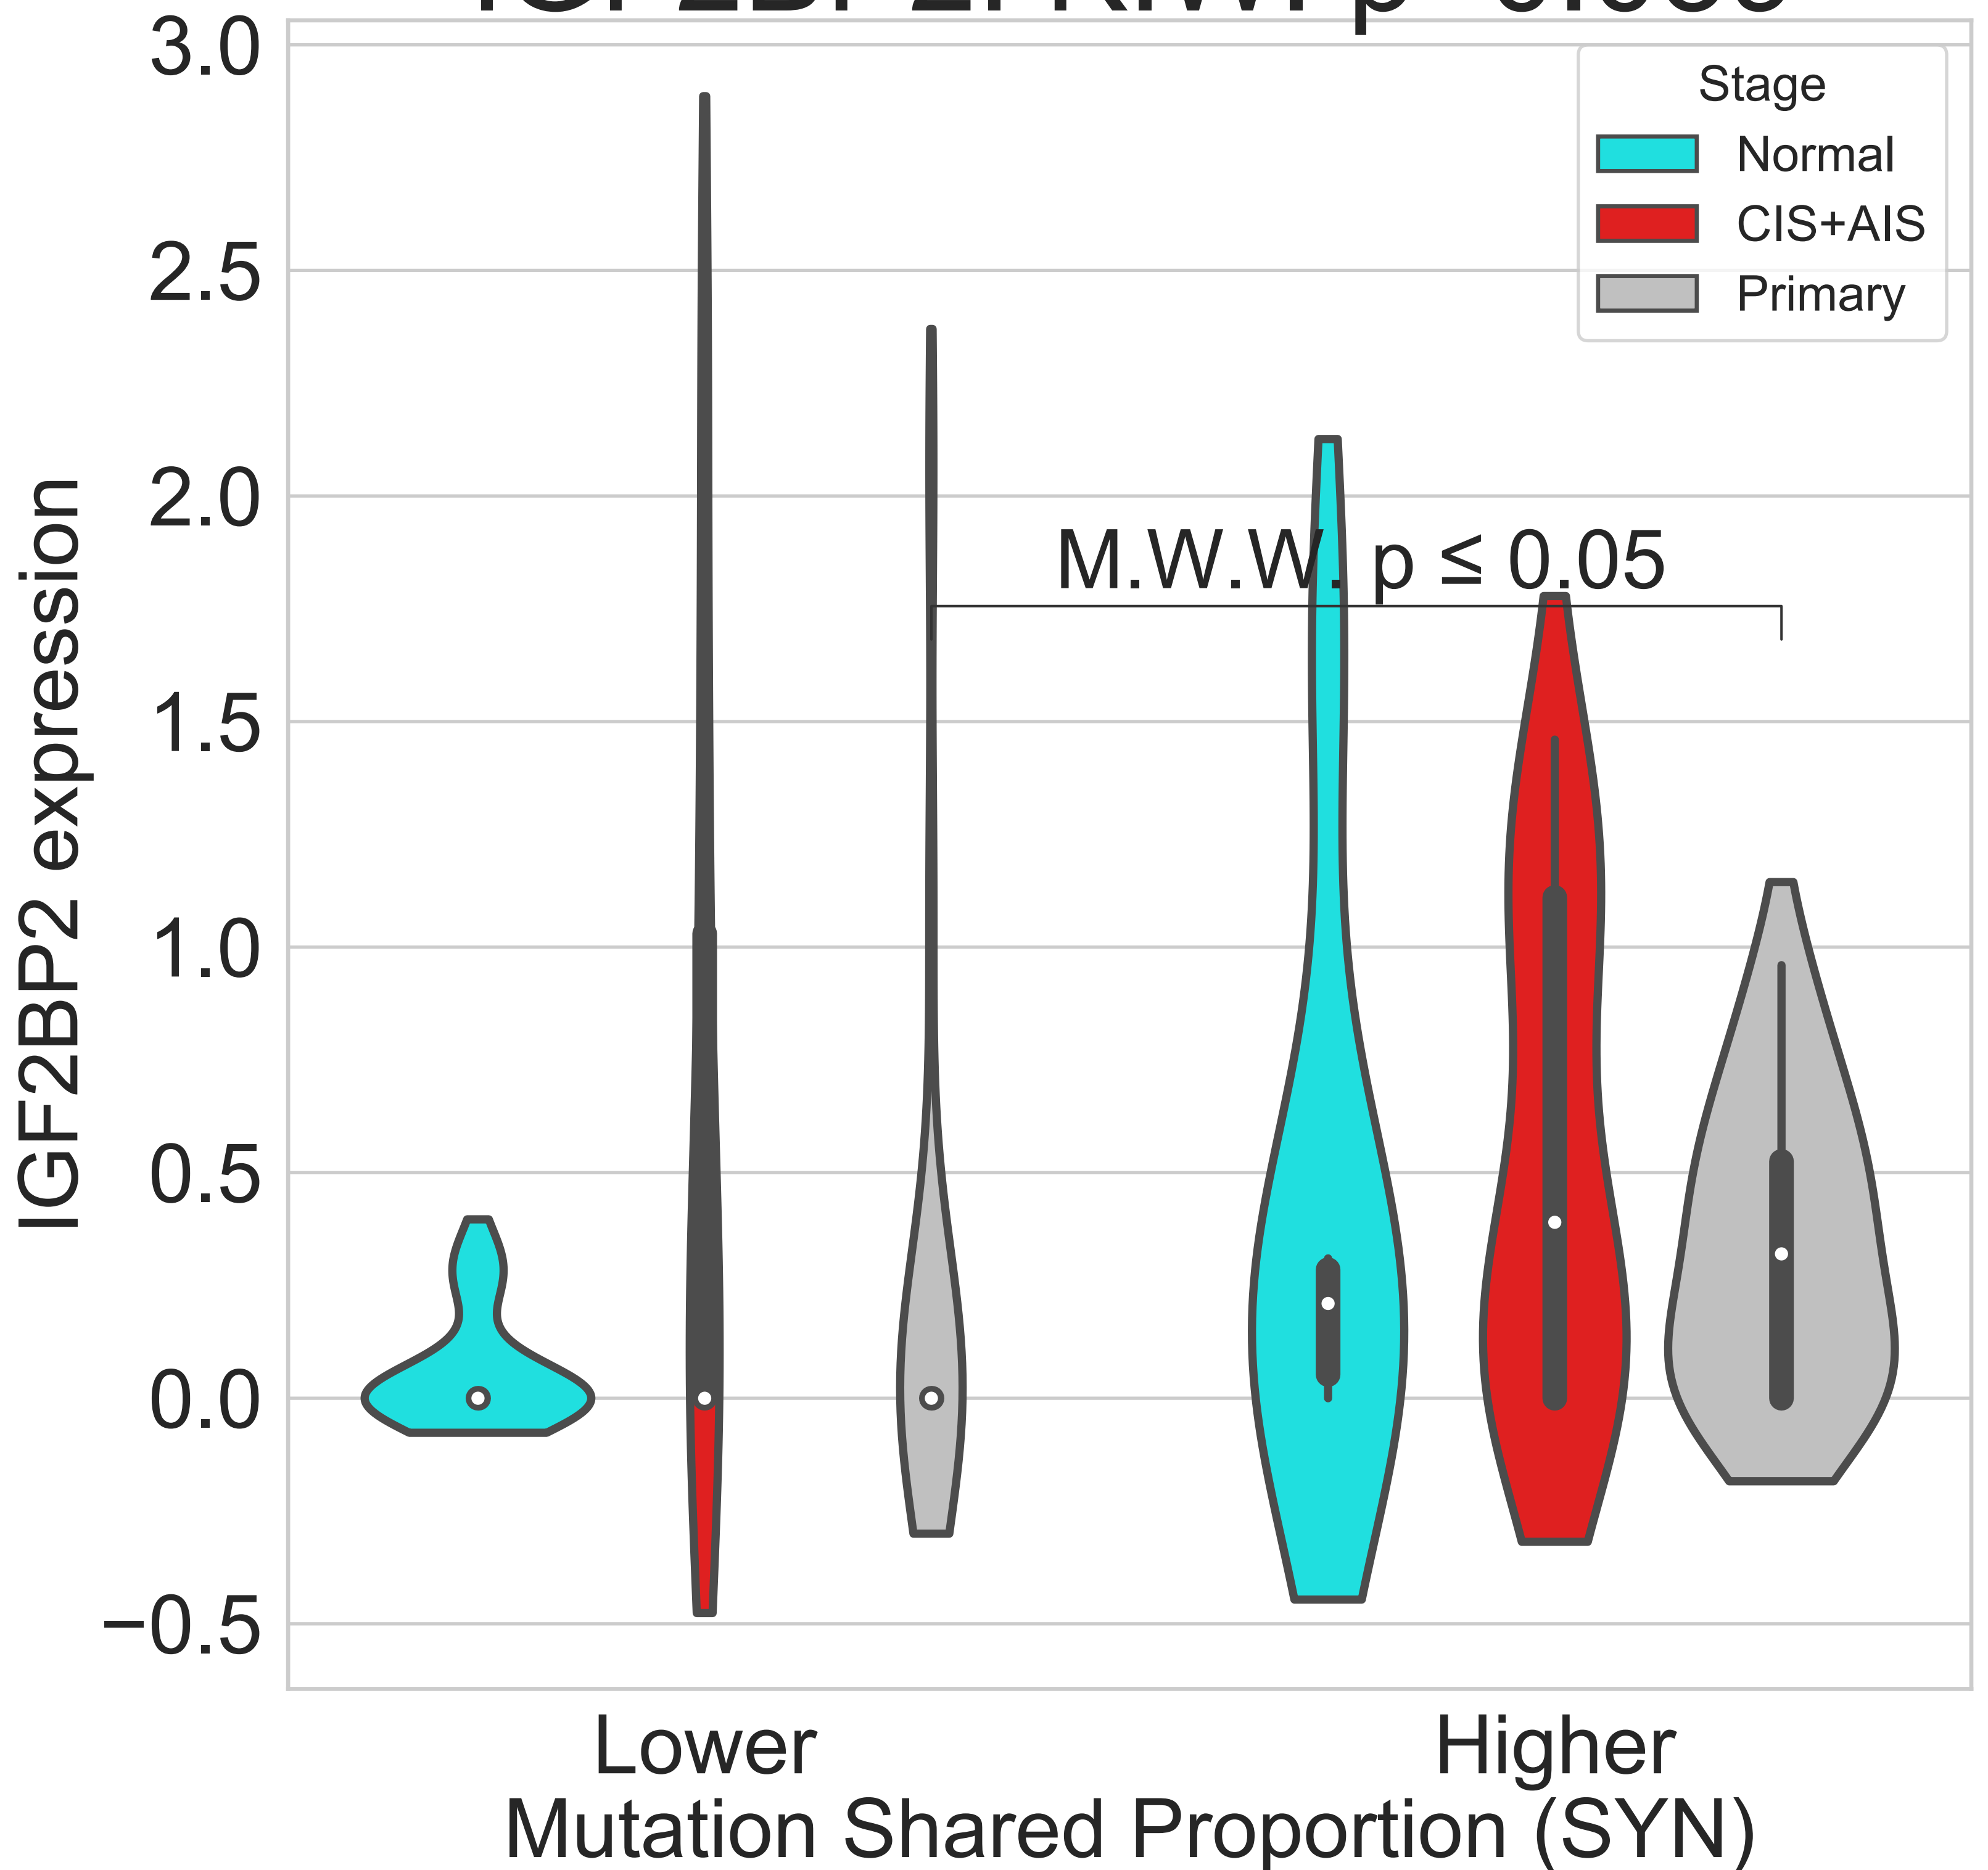 3.0
2.5
2.0
1.5
1.0
0.5
0.0
−0.5
IGF2BP2 expression
Stage
Normal
CIS+AIS
Primary
M.W.W. p ≤ 0.05
Lower
Higher
Mutation Shared Proportion (SYN)